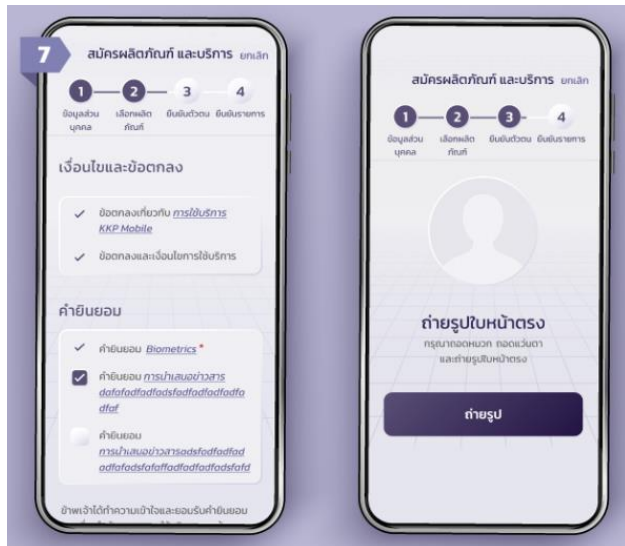 7
สมัครผลิตภัณฑ์ และบริการ ยกเลิก
1 2 3 4
ข้อมูลส่วน เลือกผลิต ยืนยันตัวตน ยืนยันรายการ
บุคคล ภัณฑ์
เงื่อนไขและข้อตกลง
ข้อตกลงเกี่ยวกับ การใช้บริการ
KKP Mobile
ข้อตกลงและเงื่อนไขการใช้บริการ
คำยินยอม
คำยินยอม Biometrics *
คำยินยอม การนำเสนอข่าวสาร
dafafadfadfadsfadfadfadfadfa
dfaf
คำยินยอม
การนำเสนอข่าวสารadsfadfadfad
adfafadsfafaffadfadfadfadsfafd
ข้าพเจ้าได้ทำความเข้าใจและยอมรับคำยินยอม
สมัครผลิตภัณฑ์ และบริการ ยกเลิก
1 2 3 4
ข้อมูลส่วน เลือกผลิต ยืนยันตัวตน ยืนยันรายการ
บุคคล ภัณฑ์
ถ่ายรูปใบหน้าตรง
กรุณาถอดหมวก ถอดแว่นตา
และถ่ายรูปใบหน้าตรง
ถ่ายรูป